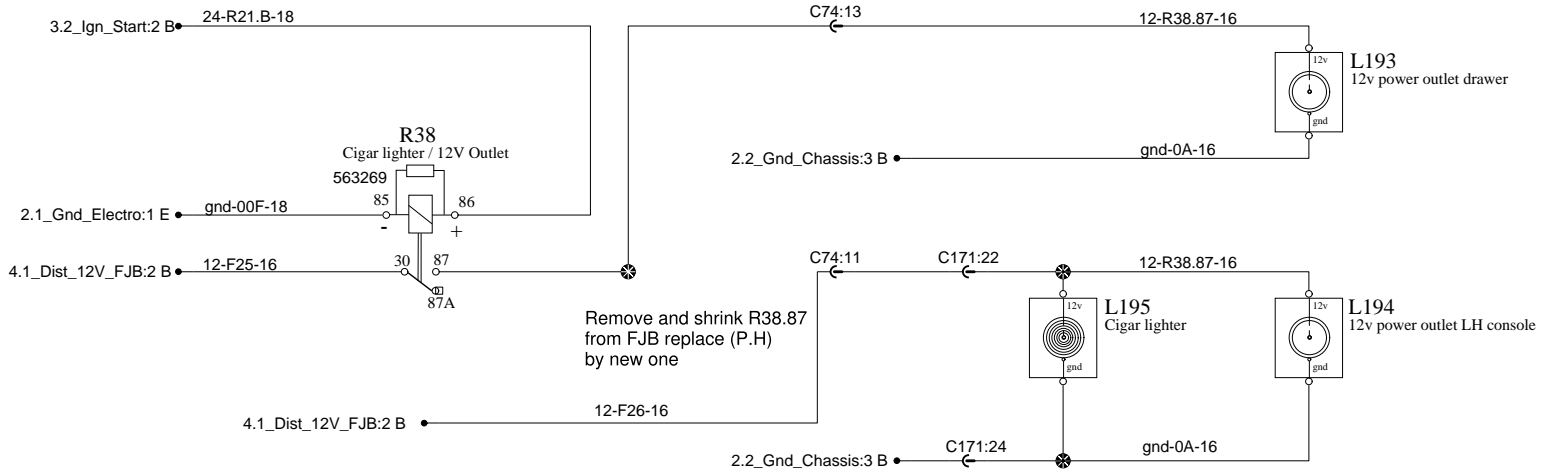 3.2_Ign_Start:2 B
24-R21.B-18
C74:13
12-R38.87-16
12v
L193
12v power outlet drawer
gnd
2.2_Gnd_Chassis:3 B
gnd-0A-16
R38
Cigar lighter / 12V Outlet
563269
2.1_Gnd_Electro:1 E
gnd-00F-18
85
86
-
+
4.1_Dist_12V_FJB:2 B
12-F25-16
30
87
87A
C74:11
C171:22
12-R38.87-16
Remove and shrink R38.87
from FJB replace (P.H)
by new one
12v
L195
Cigar lighter
gnd
12v
L194
12v power outlet LH console
gnd
4.1_Dist_12V_FJB:2 B
12-F26-16
2.2_Gnd_Chassis:3 B
C171:24
gnd-0A-16